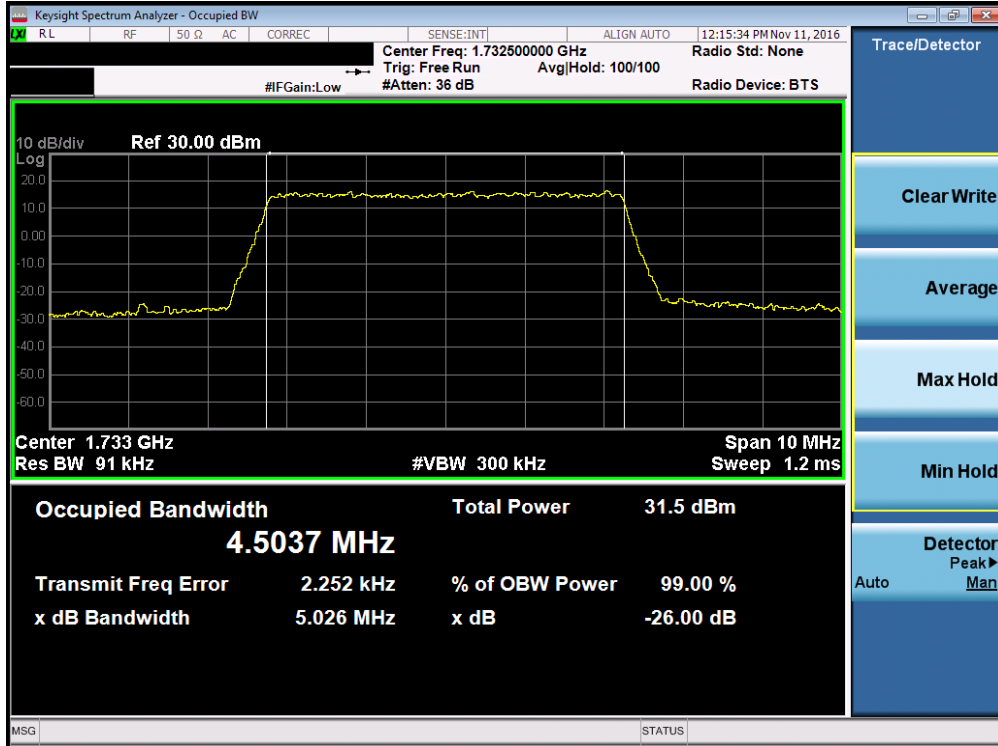 Keysight Spectrum Analyzer - Occupied BW
LXI RL RF 50 Ω AC CORREC SENSE:INT ALIGN AUTO 12:15:34 PM Nov 11, 2016
Center Freq: 1.732500000 GHz Radio Std: None
Trig: Free Run Avg|Hold: 100/100
#IFGain:Low #Atten: 36 dB Radio Device: BTS
Trace/Detector
10 dB/div Ref 30.00 dBm
Log
20.0
10.0
0.00
-10.0
-20.0
-30.0
-40.0
-50.0
-60.0
Center 1.733 GHz Span 10 MHz
Res BW 91 kHz #VBW 300 kHz Sweep 1.2 ms
Occupied Bandwidth Total Power 31.5 dBm
4.5037 MHz
Transmit Freq Error 2.252 kHz % of OBW Power 99.00 %
x dB Bandwidth 5.026 MHz x dB -26.00 dB
Clear Write
Average
Max Hold
Min Hold
Detector
Peak▶
Auto Man
MSG STATUS